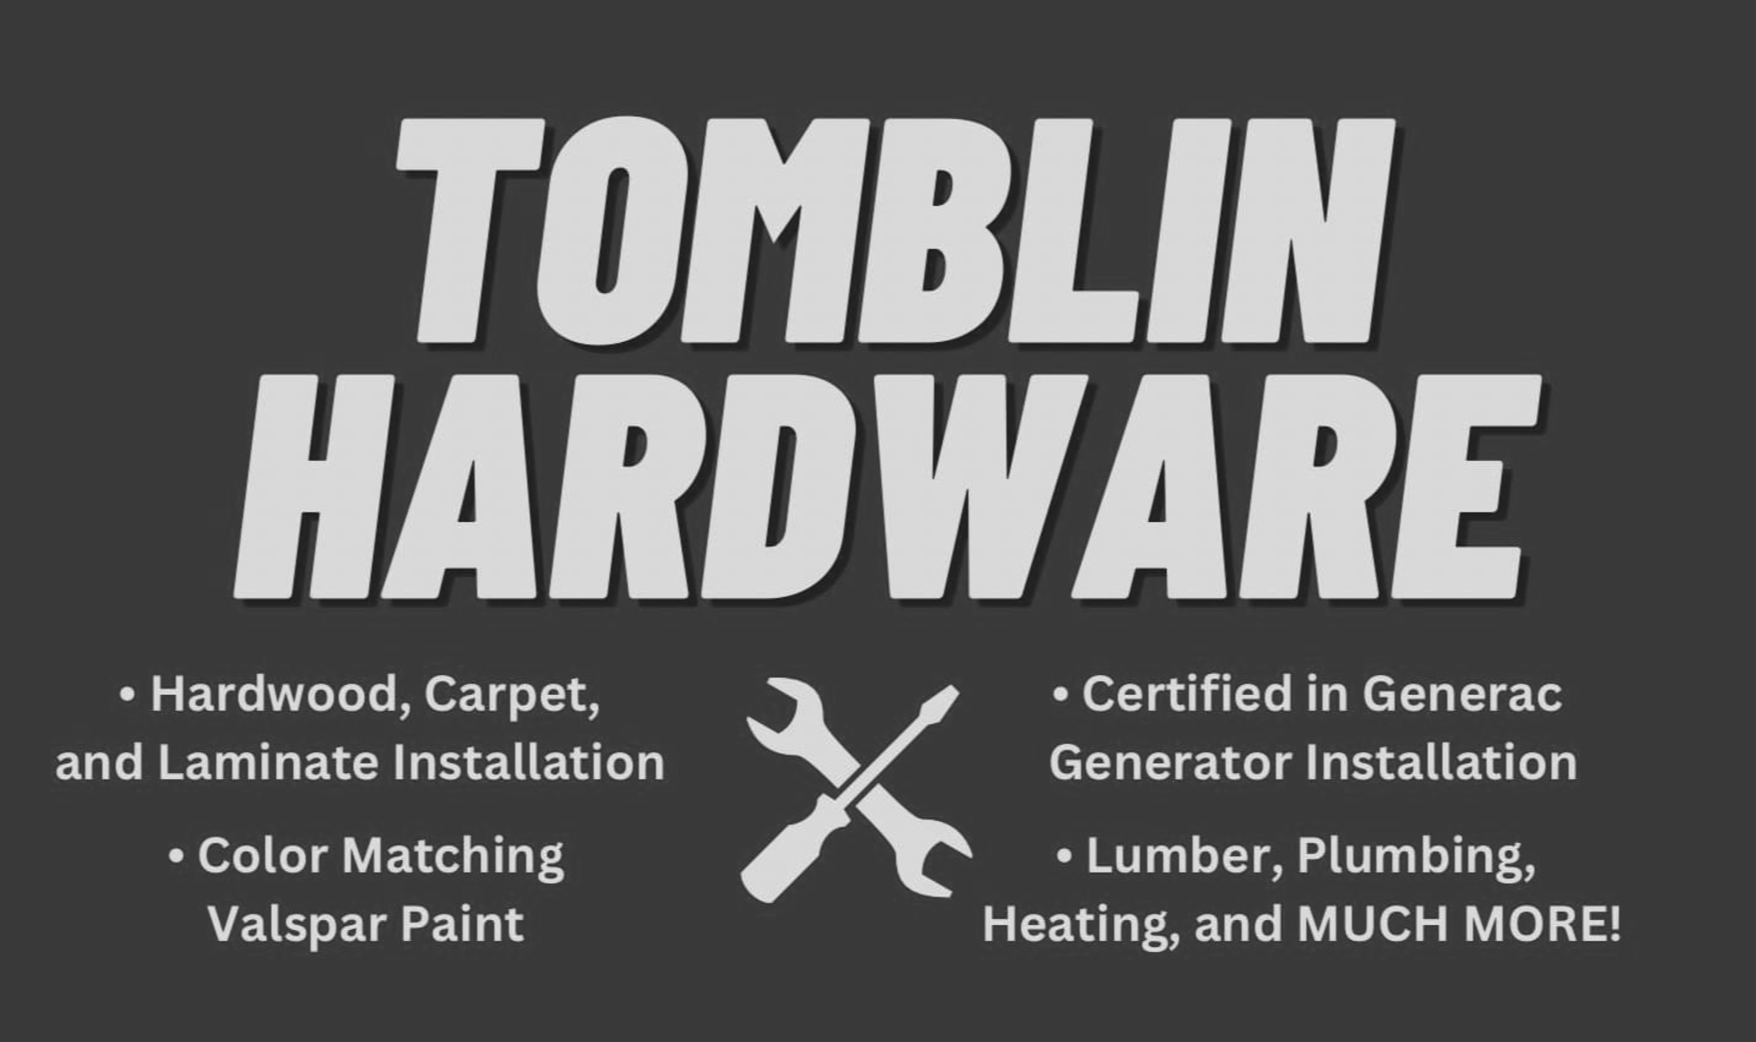 TOMBLIN
HARDWARE
• Hardwood, Carpet,
and Laminate Installation
• Color Matching
Valspar Paint
• Certified in Generac
Generator Installation
• Lumber, Plumbing,
Heating, and MUCH MORE!